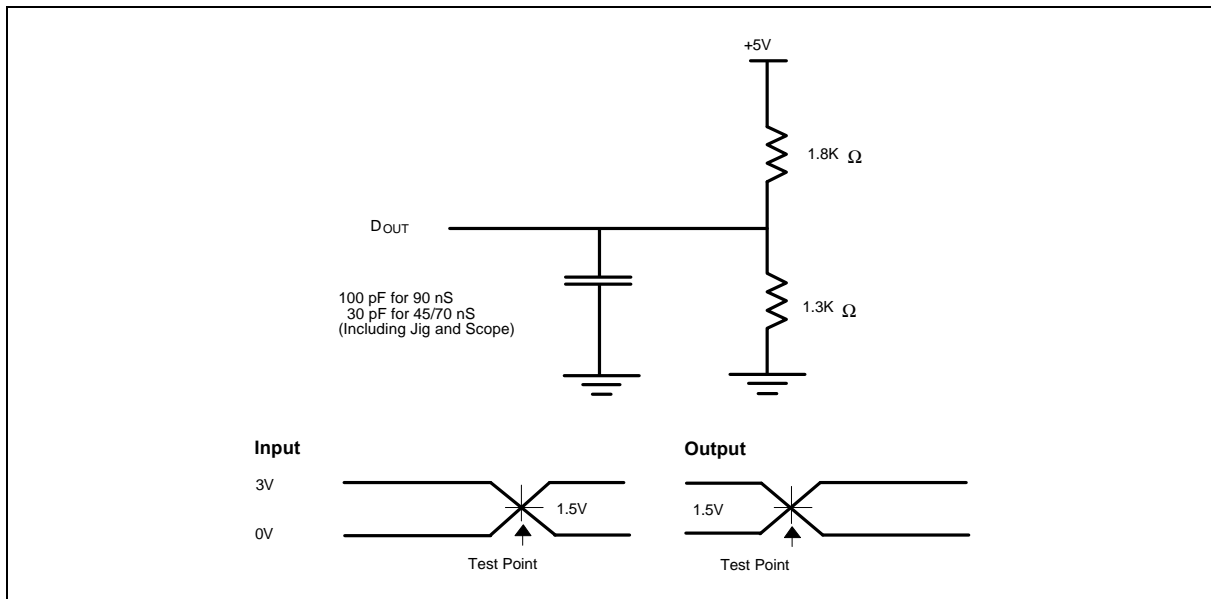 +5V
1.8K Ω
DOUT
100 pF for 90 nS
30 pF for 45/70 nS
(Including Jig and Scope)
1.3K Ω
Input
Output
3V
1.5V
1.5V
0V
Test Point
Test Point